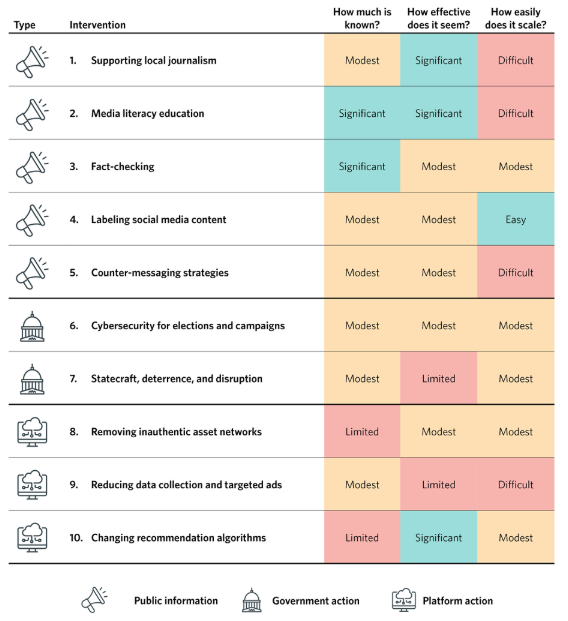 Type Intervention How much is known? How effective does it seem? How easily does it scale?
1. Supporting local journalism Modest Significant Difficult
2. Media literacy education Significant Significant Difficult
3. Fact-checking Significant Modest Modest
4. Labeling social media content Modest Modest Easy
5. Counter-messaging strategies Modest Modest Difficult
6. Cybersecurity for elections and campaigns Modest Modest Modest
7. Statecraft, deterrence, and disruption Modest Limited Modest
8. Removing inauthentic asset networks Limited Modest Modest
9. Reducing data collection and targeted ads Modest Limited Difficult
10. Changing recommendation algorithms Limited Significant Modest
Public information Government action Platform action